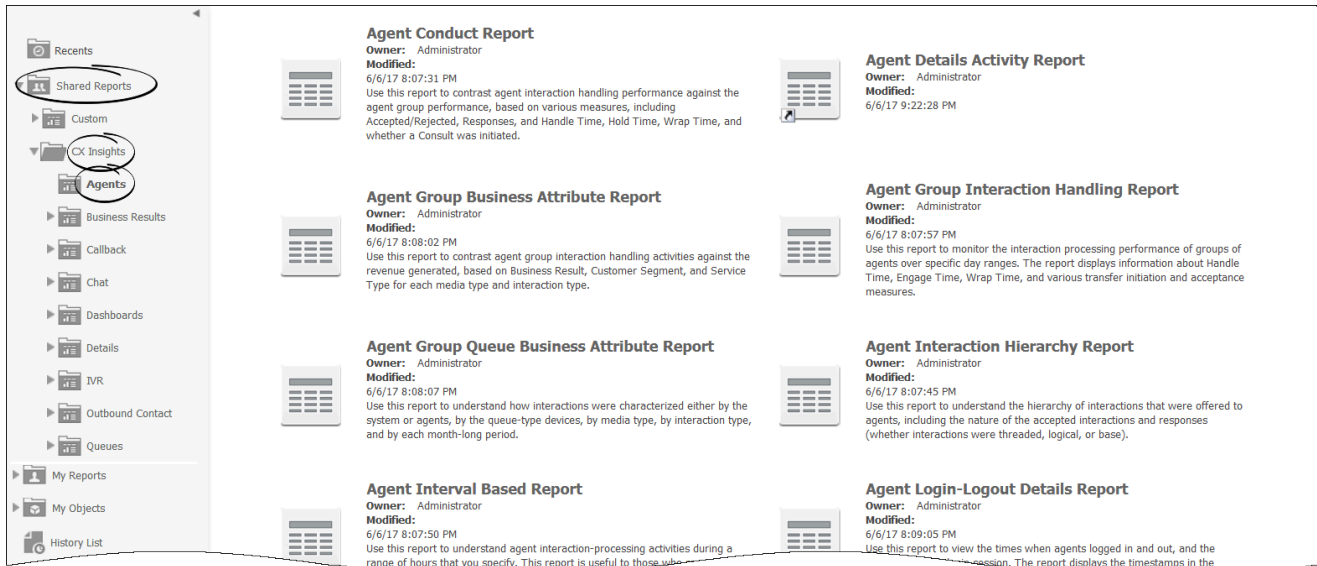 Recents
Shared Reports
Custom
CX Insights
Agents
Business Results
Callback
Chat
Dashboards
Details
IVR
Outbound Contact
Queues
My Reports
My Objects
History List
Agent Conduct Report
Owner: Administrator
Modified:
6/6/17 8:07:31 PM
Use this report to contrast agent interaction handling performance against the
agent group performance, based on various measures, including
Accepted/Rejected, Responses, and Handle Time, Hold Time, Wrap Time, and
whether a Consult was initiated.
Agent Details Activity Report
Owner: Administrator
Modified:
6/6/17 9:22:28 PM
Agent Group Business Attribute Report
Owner: Administrator
Modified:
6/6/17 8:08:02 PM
Use this report to contrast agent group interaction handling activities against the
revenue generated, based on Business Result, Customer Segment, and Service
Type for each media type and interaction type.
Agent Group Interaction Handling Report
Owner: Administrator
Modified:
6/6/17 8:07:57 PM
Use this report to monitor the interaction processing performance of groups of
agents over specific day ranges. The report displays information about Handle
Time, Engage Time, Wrap Time, and various transfer initiation and acceptance
measures.
Agent Group Queue Business Attribute Report
Owner: Administrator
Modified:
6/6/17 8:08:07 PM
Use this report to understand how interactions were characterized either by the
system or agents, by the queue-type devices, by media type, by interaction type,
and by each month-long period.
Agent Interaction Hierarchy Report
Owner: Administrator
Modified:
6/6/17 8:07:45 PM
Use this report to understand the hierarchy of interactions that were offered to
agents, including the nature of the accepted interactions and responses
(whether interactions were threaded, logical, or base).
Agent Interval Based Report
Owner: Administrator
Modified:
6/6/17 8:07:50 PM
Use this report to understand agent interaction-processing activities during a
range of hours that you specify. This report is useful to those who
Agent Login-Logout Details Report
Owner: Administrator
Modified:
6/6/17 8:09:05 PM
Use this report to view the times when agents logged in and out, and the
session. The report displays the timestamps in the